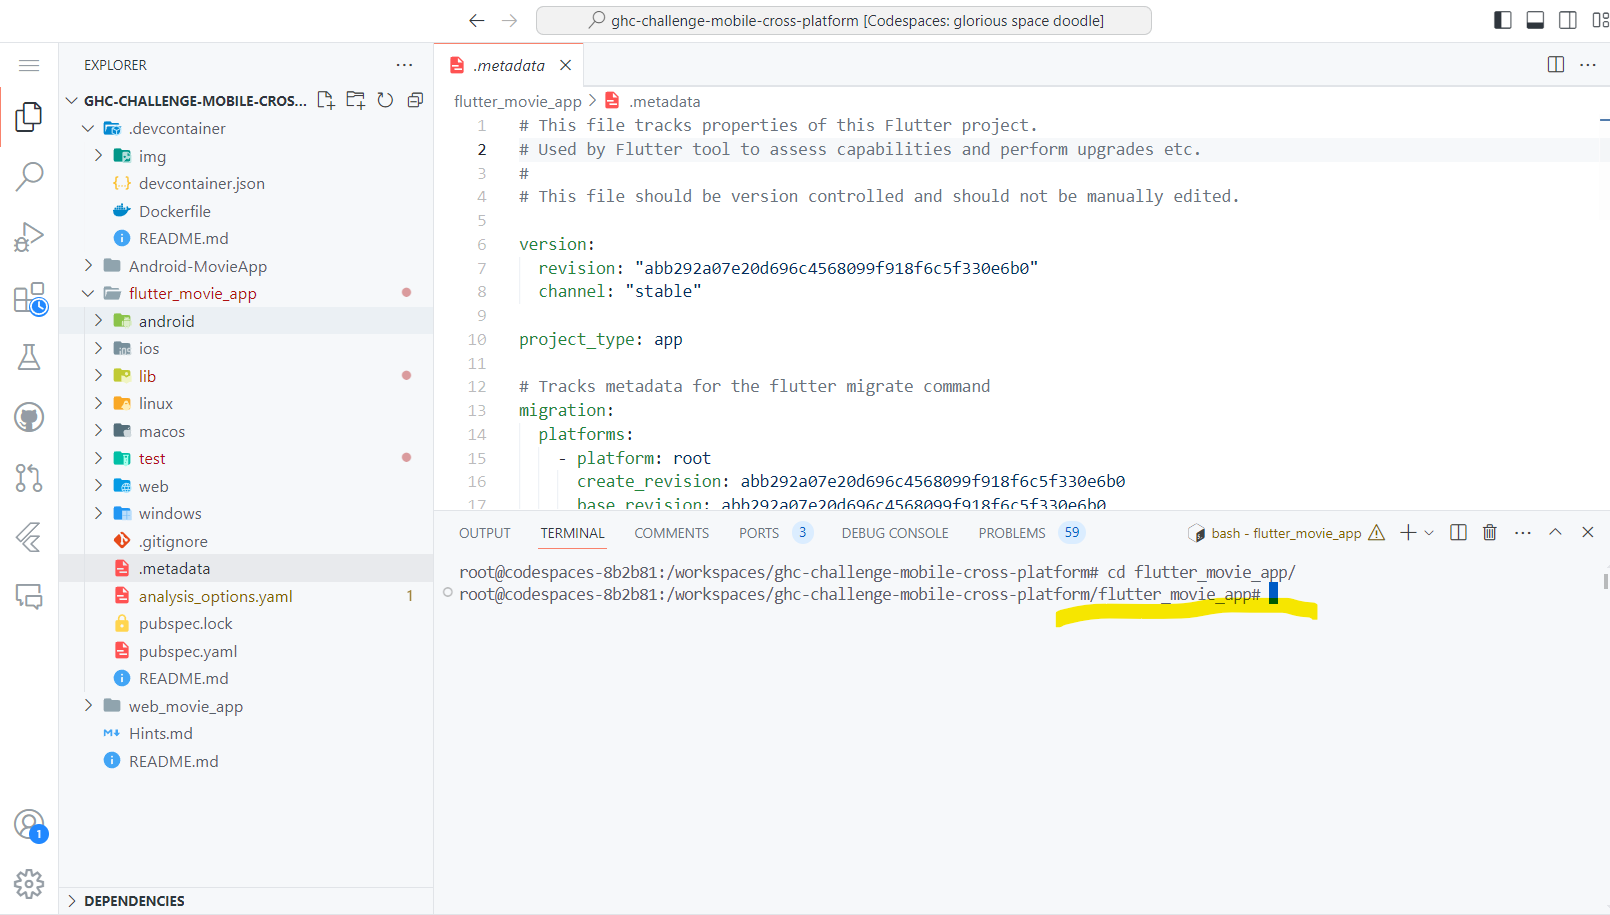 ghc-challenge-mobile-cross-platform [Codespaces: glorious space doodle]
EXPLORER
GHC-CHALLENGE-MOBILE-CROS...
.devcontainer
img
devcontainer.json
Dockerfile
README.md
Android-MovieApp
flutter_movie_app
android
ios
lib
linux
macos
test
web
windows
.gitignore
.metadata
analysis_options.yaml 1
pubspec.lock
pubspec.yaml
README.md
web_movie_app
Hints.md
README.md
1
DEPENDENCIES
.metadata
flutter_movie_app > .metadata
1 # This file tracks properties of this Flutter project.
2 # Used by Flutter tool to assess capabilities and perform upgrades etc.
3 #
4 # This file should be version controlled and should not be manually edited.
5
6 version:
7 revision: "abb292a07e20d696c4568099f918f6c5f330e6b0"
8 channel: "stable"
9
10 project_type: app
11
12 # Tracks metadata for the flutter migrate command
13 migration:
14 platforms:
15 - platform: root
16 create_revision: abb292a07e20d696c4568099f918f6c5f330e6b0
17 base_revision: abb292a07e20d696c4568099f918f6c5f330e6b0
OUTPUT TERMINAL COMMENTS PORTS 3 DEBUG CONSOLE PROBLEMS 59 bash - flutter_movie_app
root@codespaces-8b2b81:/workspaces/ghc-challenge-mobile-cross-platform# cd flutter_movie_app/
root@codespaces-8b2b81:/workspaces/ghc-challenge-mobile-cross-platform/flutter_movie_app#